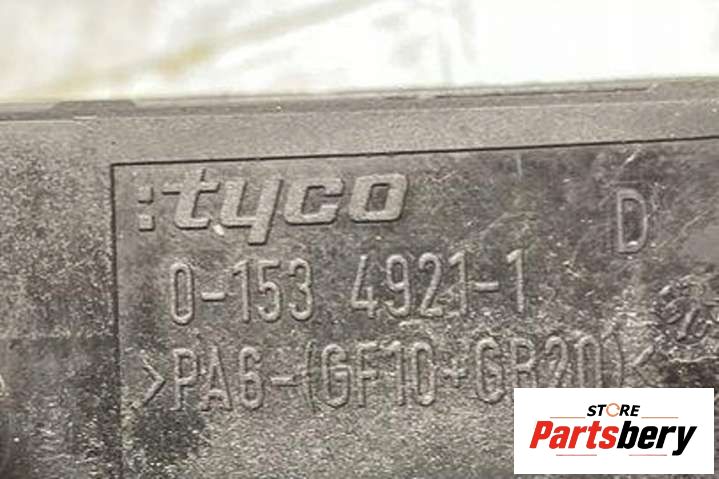 :tyco
D
0-153 4921-1
>PA6-(GF10+GB20)<
STORE
Partsbery